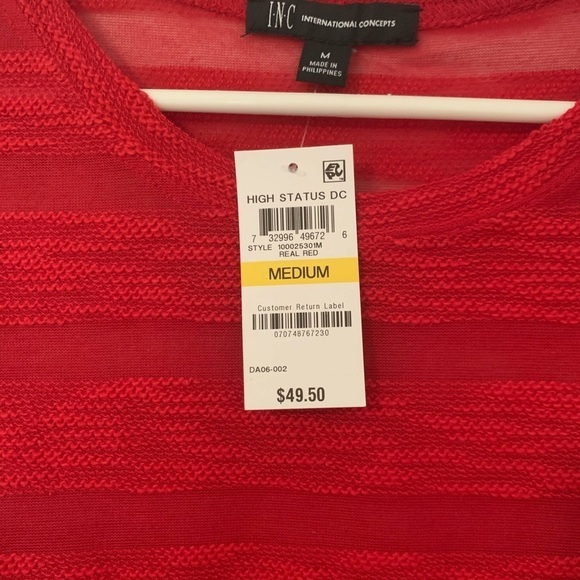 I·N·C INTERNATIONAL CONCEPTS
M
MADE IN
PHILIPPINES
HIGH STATUS DC
7 32996 49672 6
STYLE 100025301M
REAL RED
MEDIUM
Customer Return Label
070748767230
DA06-002
$49.50